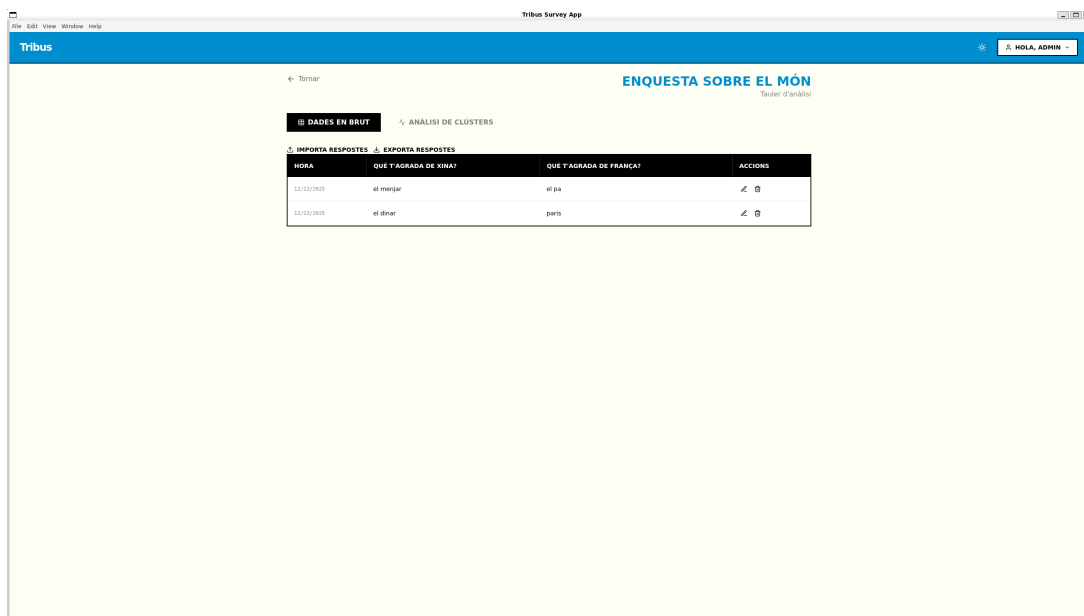 Tribus Survey App
File Edit View Window Help
Tribus
HOLA, ADMIN
Tornar
ENQUESTA SOBRE EL MÓN
Tauler d'anàlisi
DADES EN BRUT
ANÀLISI DE CLÚSTERS
IMPORTA RESPOSTES EXPORTA RESPOSTES
HORA QUÈ T'AGRADA DE XINA? QUÈ T'AGRADA DE FRANÇA? ACCIONS
12/22/2025 el menjar el pa
12/22/2025 el dinar paris